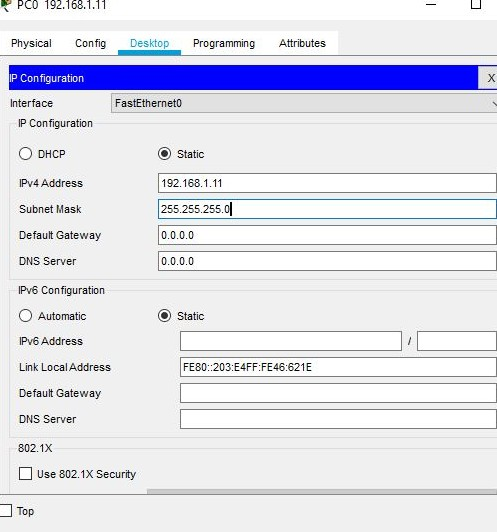 PC0 192.168.1.11
Physical Config Desktop Programming Attributes
IP Configuration X
Interface FastEthernet0
IP Configuration
DHCP Static
IPv4 Address 192.168.1.11
Subnet Mask 255.255.255.0
Default Gateway 0.0.0.0
DNS Server 0.0.0.0
IPv6 Configuration
Automatic Static
IPv6 Address /
Link Local Address FE80::203:E4FF:FE46:621E
Default Gateway
DNS Server
802.1X
Use 802.1X Security
Top